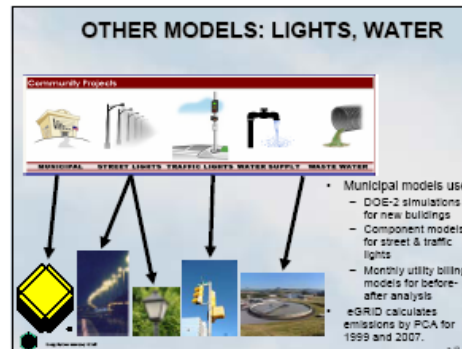 OTHER MODELS: LIGHTS, WATER
Community Projects
MUNICIPAL STREET LIGHTS TRAFFIC LIGHTS WATER SUPPLY WASTE WATER
• Municipal models use
– DOE-2 simulations
for new buildings
– Component models
for street & traffic
lights
– Monthly utility billing
models for before-
after analysis
• eGRID calculates
emissions by PCA for
1999 and 2007.